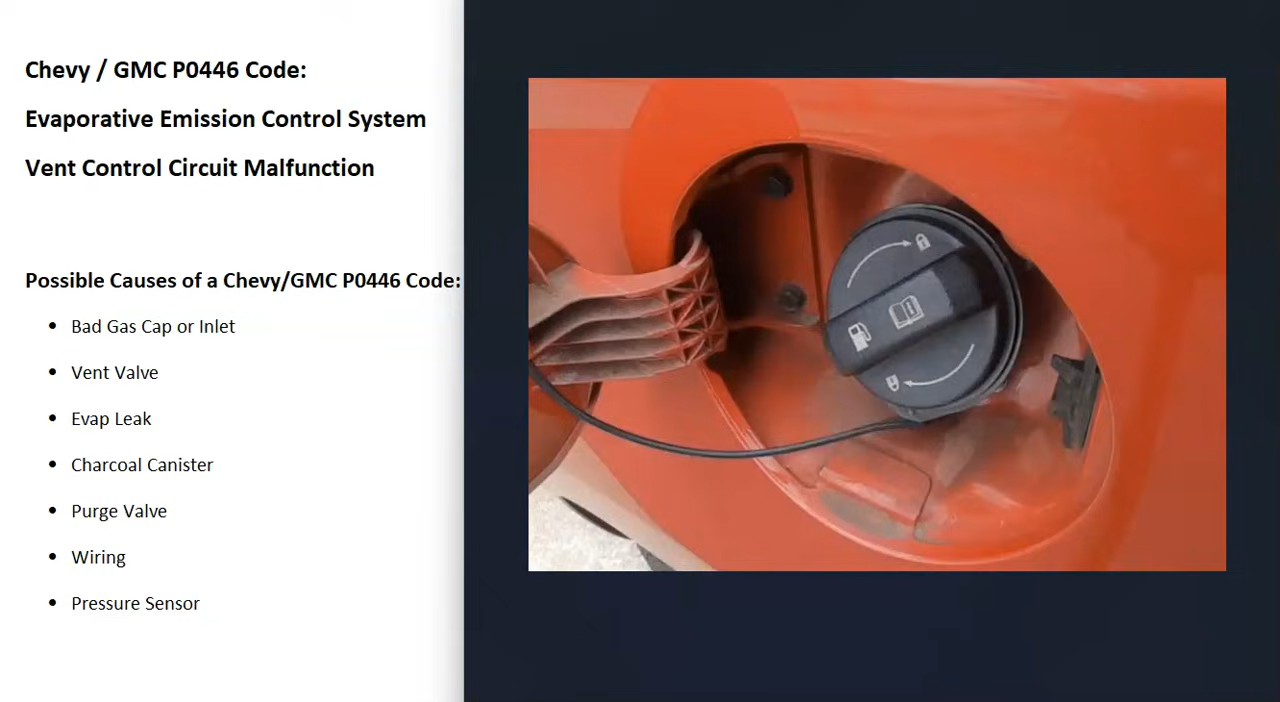 Chevy / GMC P0446 Code:
Evaporative Emission Control System
Vent Control Circuit Malfunction
Possible Causes of a Chevy/GMC P0446 Code:
• Bad Gas Cap or Inlet
• Vent Valve
• Evap Leak
• Charcoal Canister
• Purge Valve
• Wiring
• Pressure Sensor